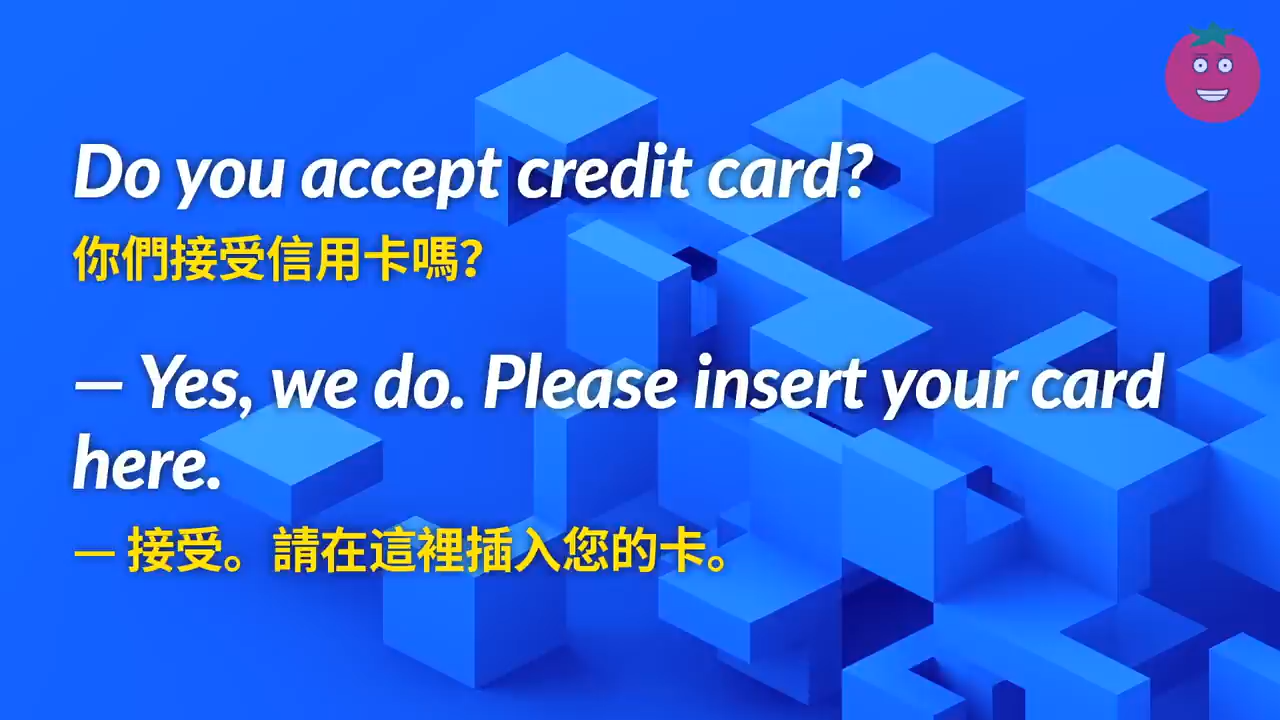 Do you accept credit card?
你們接受信用卡嗎?
— Yes, we do. Please insert your card
here.
— 接受。請在這裡插入您的卡。